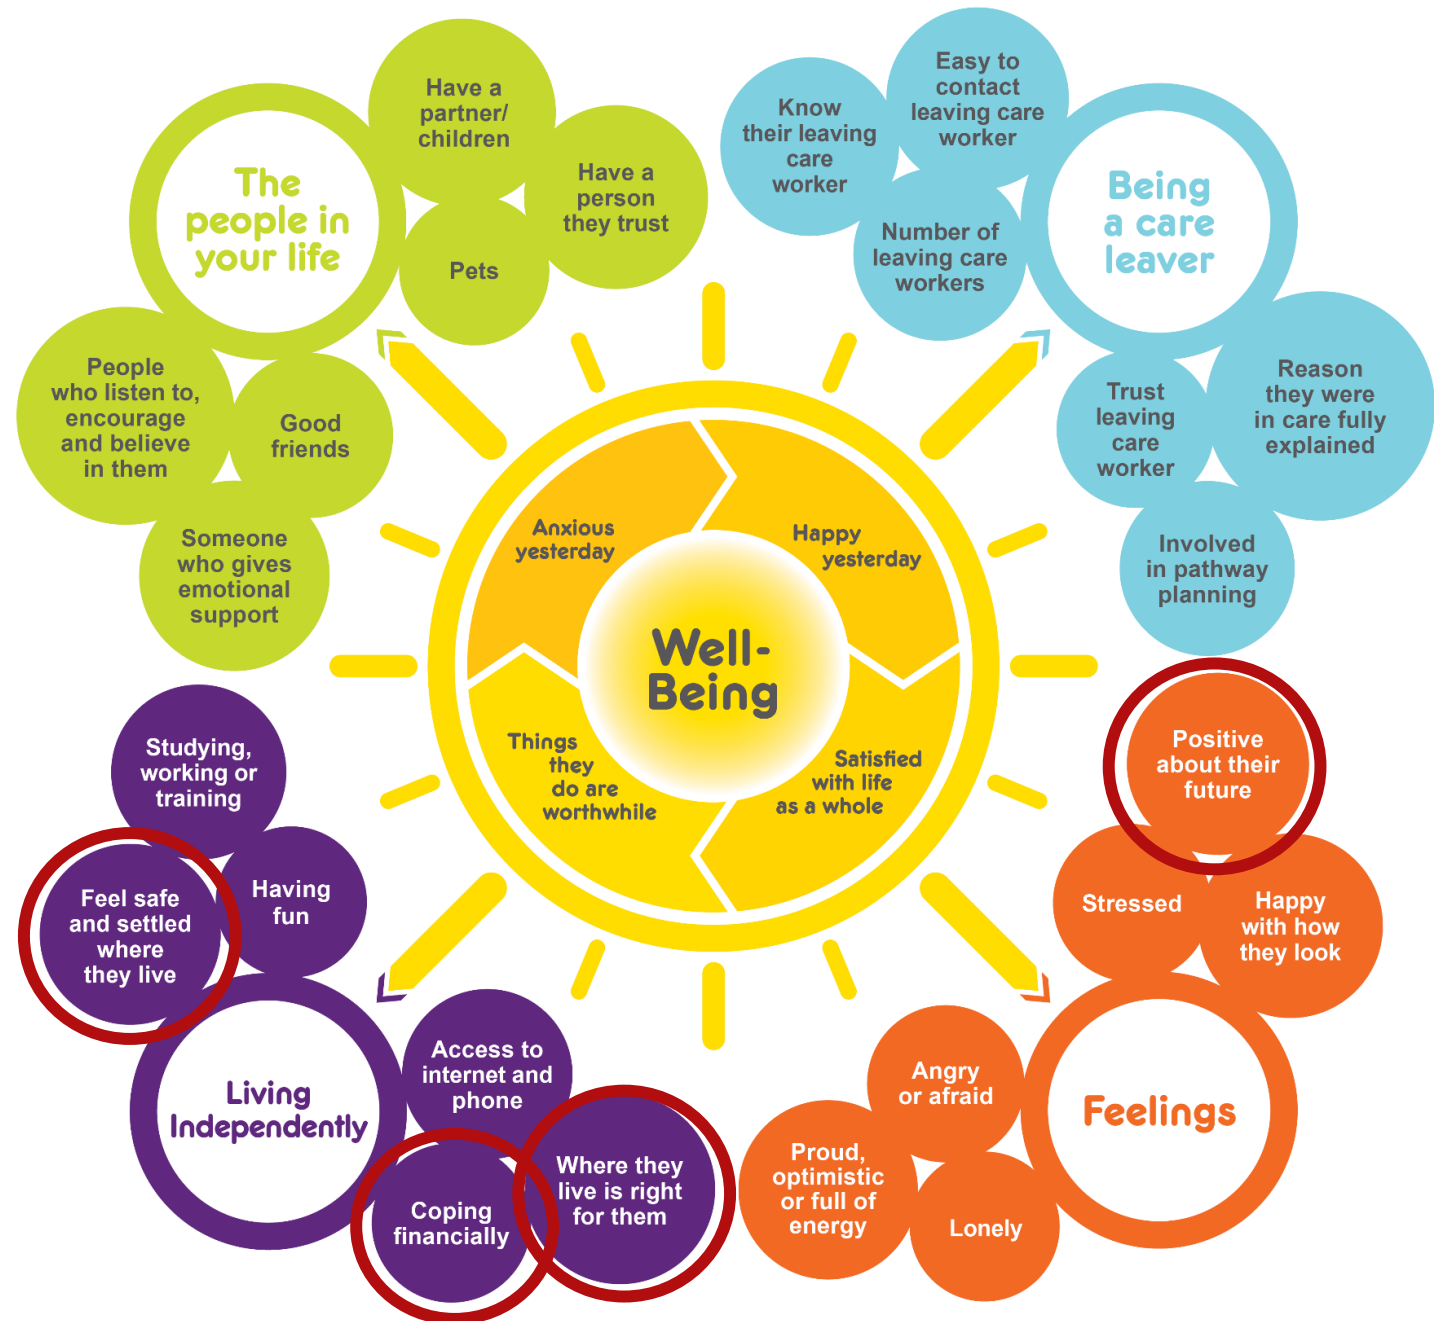 The
people in
your life
Have a
partner/
children
Have a
person
they trust
Pets
People
who listen to,
encourage
and believe
in them
Good
friends
Someone
who gives
emotional
support
Being
a care
leaver
Know
their leaving
care
worker
Easy to
contact
leaving care
worker
Number of
leaving care
workers
Trust
leaving
care
worker
Reason
they were
in care fully
explained
Involved
in pathway
planning
Well-
Being
Anxious
yesterday
Happy
yesterday
Things
they
do are
worthwhile
Satisfied
with life
as a whole
Living
Independently
Studying,
working or
training
Feel safe
and settled
where
they live
Having
fun
Access to
internet and
phone
Coping
financially
Where they
live is right
for them
Feelings
Positive
about their
future
Stressed
Happy
with how
they look
Angry
or afraid
Proud,
optimistic
or full of
energy
Lonely